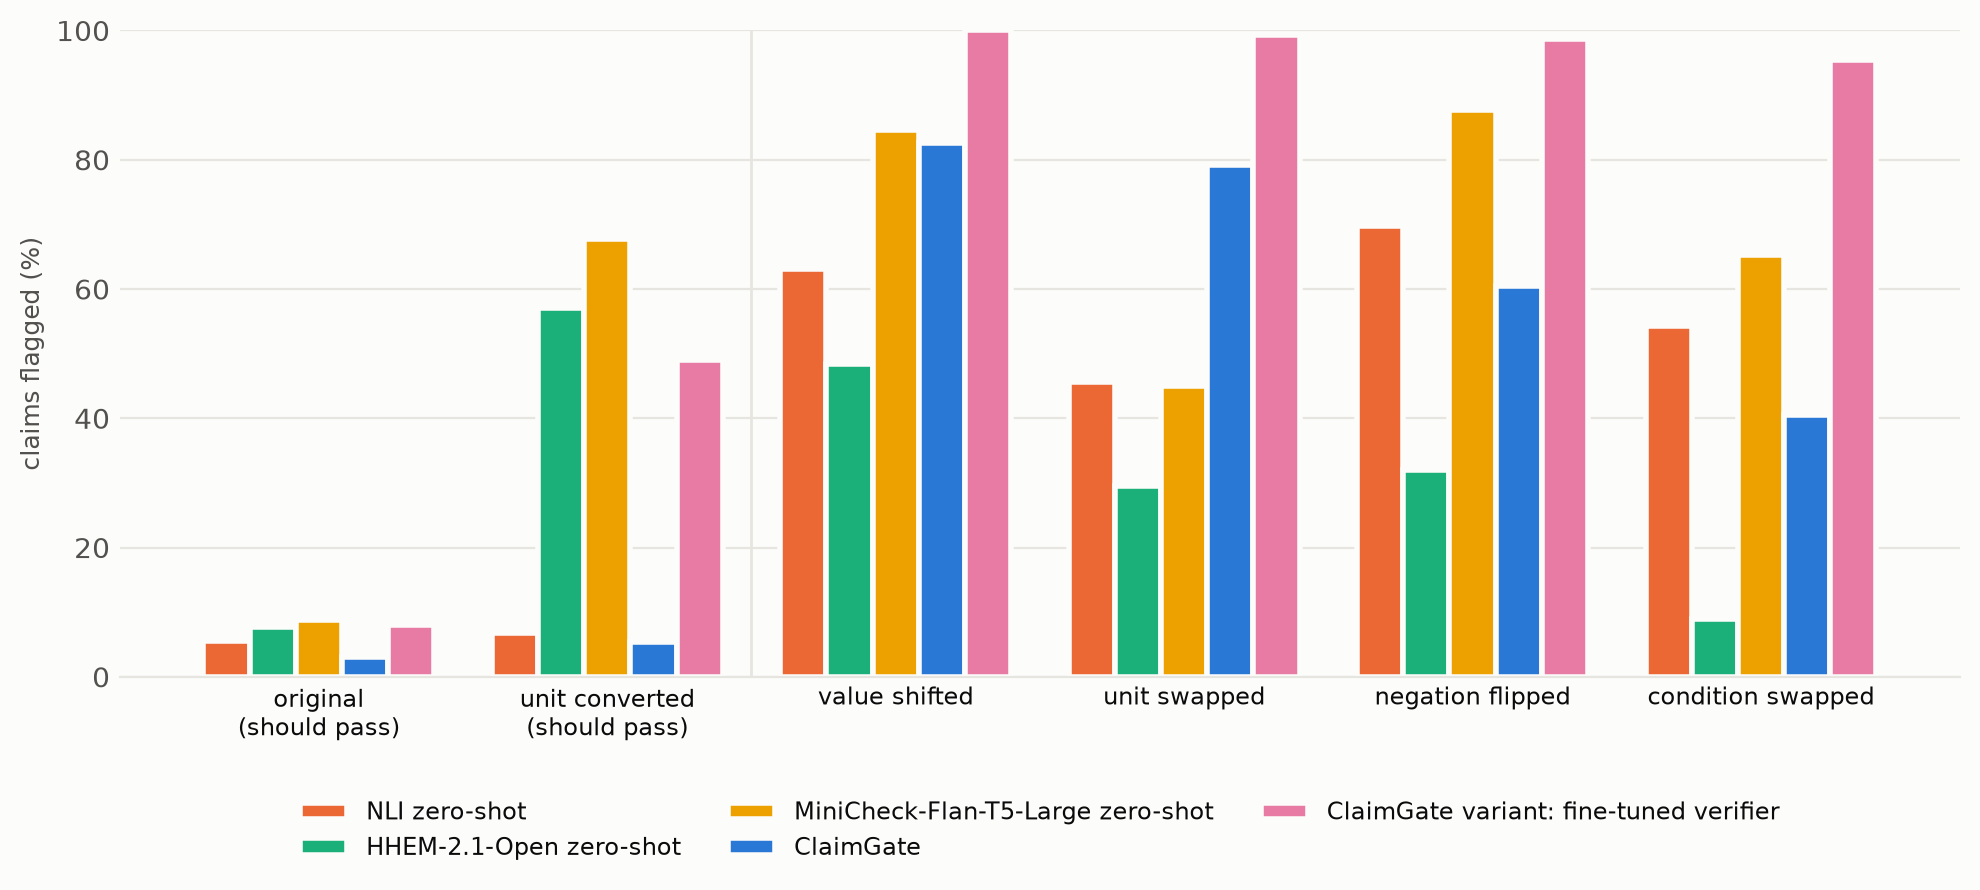 claims flagged (%)
100
80
60
40
20
0
original
(should pass)
unit converted
(should pass)
value shifted
unit swapped
negation flipped
condition swapped
NLI zero-shot
HHEM-2.1-Open zero-shot
MiniCheck-Flan-T5-Large zero-shot
ClaimGate
ClaimGate variant: fine-tuned verifier